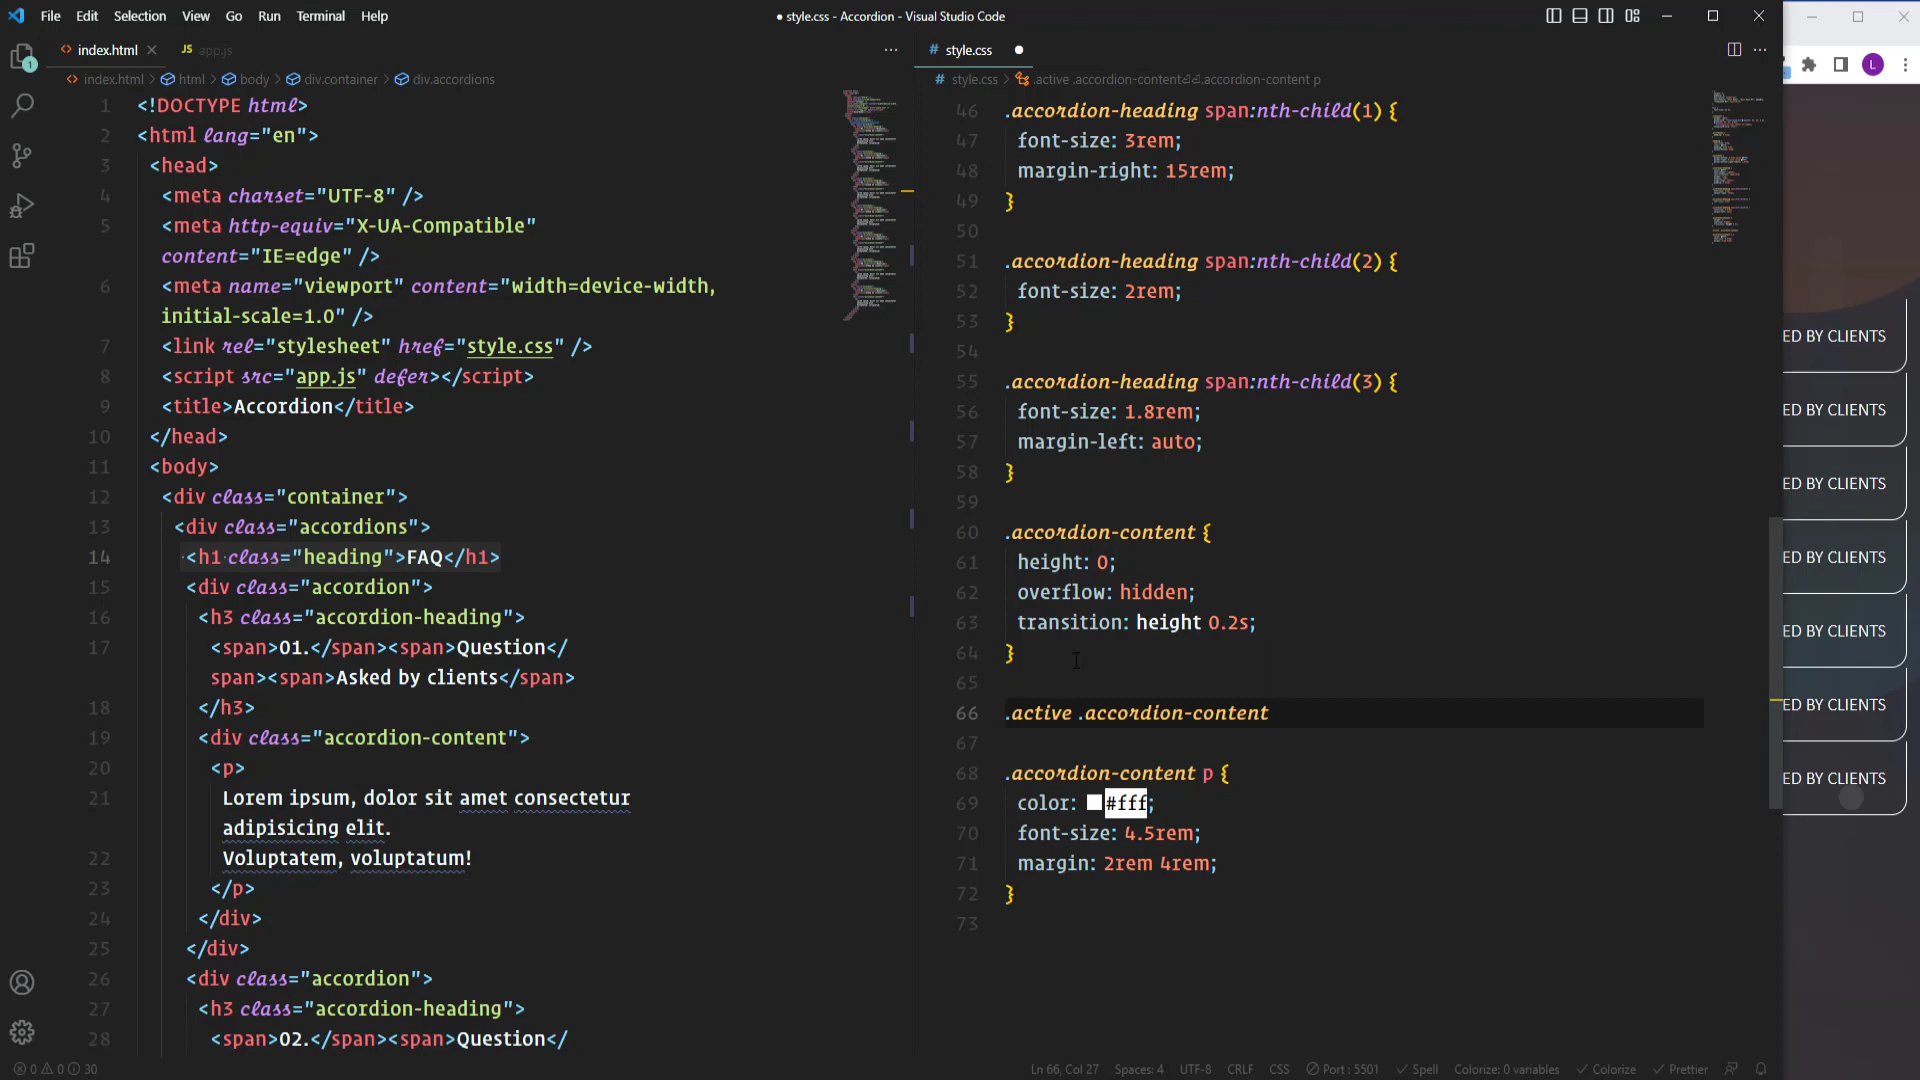 File Edit Selection View Go Run Terminal Help
● style.css - Accordion - Visual Studio Code
index.html
JS app.js
# style.css
index.html > html > body > div.container > div.accordions
1 <!DOCTYPE html>
2 <html lang="en">
3 <head>
4 <meta charset="UTF-8" />
5 <meta http-equiv="X-UA-Compatible"
content="IE=edge" />
6 <meta name="viewport" content="width=device-width,
initial-scale=1.0" />
7 <link rel="stylesheet" href="style.css" />
8 <script src="app.js" defer></script>
9 <title>Accordion</title>
10 </head>
11 <body>
12 <div class="container">
13 <div class="accordions">
14 <h1 class="heading">FAQ</h1>
15 <div class="accordion">
16 <h3 class="accordion-heading">
17 <span>01.</span><span>Question</
span><span>Asked by clients</span>
18 </h3>
19 <div class="accordion-content">
20 <p>
21 Lorem ipsum, dolor sit amet consectetur
adipisicing elit.
22 Voluptatem, voluptatum!
23 </p>
24 </div>
25 </div>
26 <div class="accordion">
27 <h3 class="accordion-heading">
28 <span>02.</span><span>Question</
# style.css > .active .accordion-content⏎⏎.accordion-content p
46 .accordion-heading span:nth-child(1) {
47 font-size: 3rem;
48 margin-right: 15rem;
49 }
50
51 .accordion-heading span:nth-child(2) {
52 font-size: 2rem;
53 }
54
55 .accordion-heading span:nth-child(3) {
56 font-size: 1.8rem;
57 margin-left: auto;
58 }
59
60 .accordion-content {
61 height: 0;
62 overflow: hidden;
63 transition: height 0.2s;
64 }
65
66 .active .accordion-content
67
68 .accordion-content p {
69 color: #fff;
70 font-size: 4.5rem;
71 margin: 2rem 4rem;
72 }
73
L
ED BY CLIENTS
ED BY CLIENTS
ED BY CLIENTS
ED BY CLIENTS
ED BY CLIENTS
ED BY CLIENTS
ED BY CLIENTS
1
0 0 30
Ln 66, Col 27 Spaces: 4 UTF-8 CRLF CSS Port : 5501 Spell Colorize: 0 variables Colorize Prettier